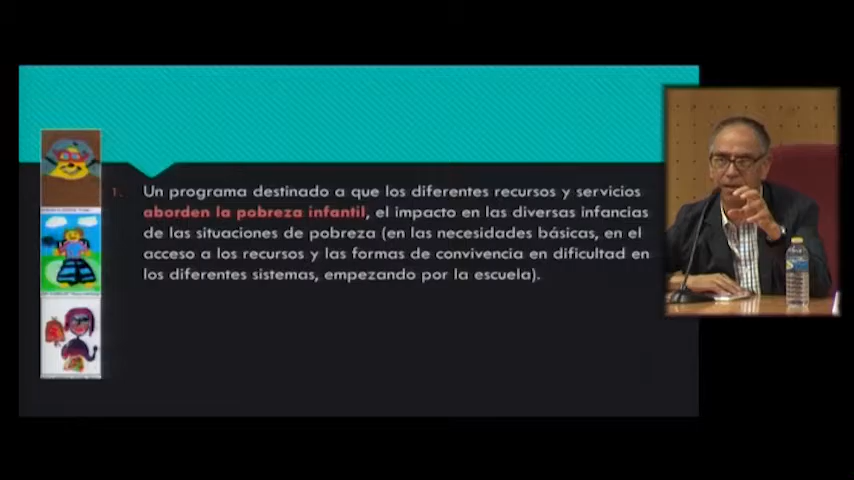 1. Un programa destinado a que los diferentes recursos y servicios
aborden la pobreza infantil, el impacto en las diversas infancias
de las situaciones de pobreza (en las necesidades básicas, en el
acceso a los recursos y las formas de convivencia en dificultad en
los diferentes sistemas, empezando por la escuela).